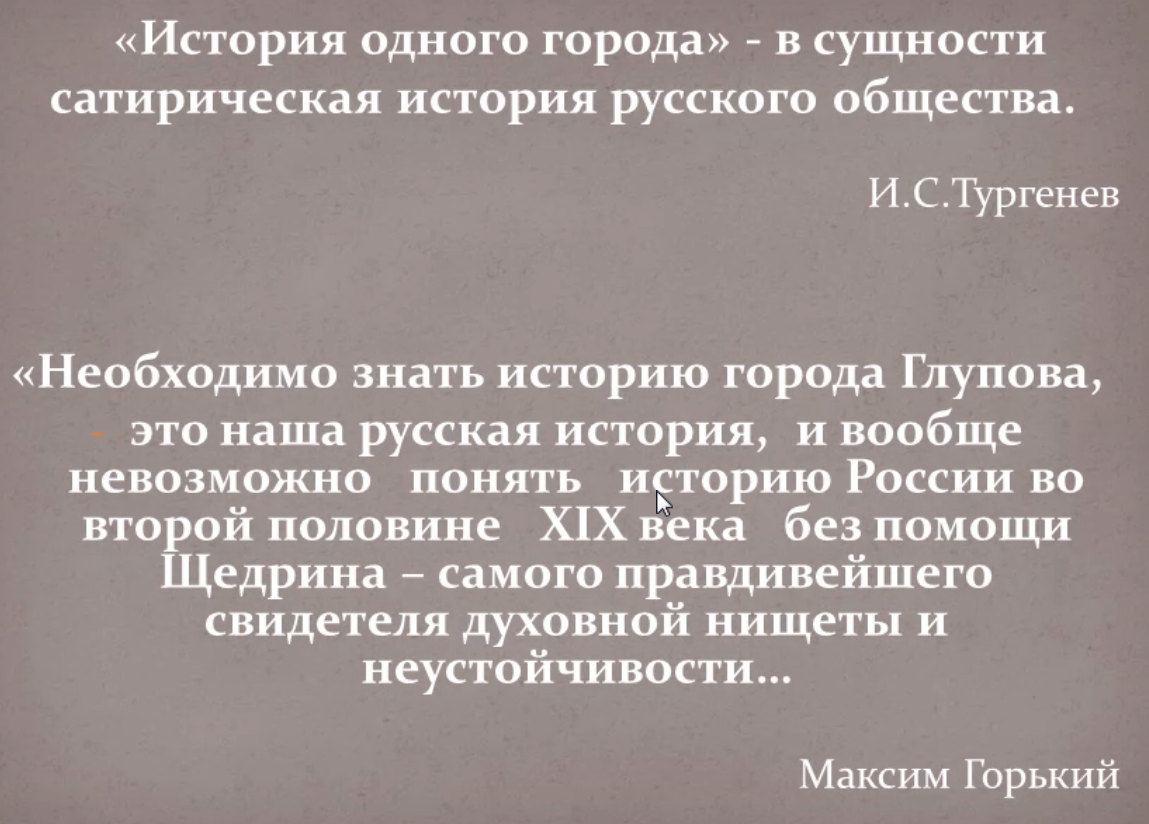 «История одного города» - в сущности
сатирическая история русского общества.
И.С.Тургенев
«Необходимо знать историю города Глупова,
- это наша русская история, и вообще
невозможно понять историю России во
второй половине XIX века без помощи
Щедрина – самого правдивейшего
свидетеля духовной нищеты и
неустойчивости...
Максим Горький